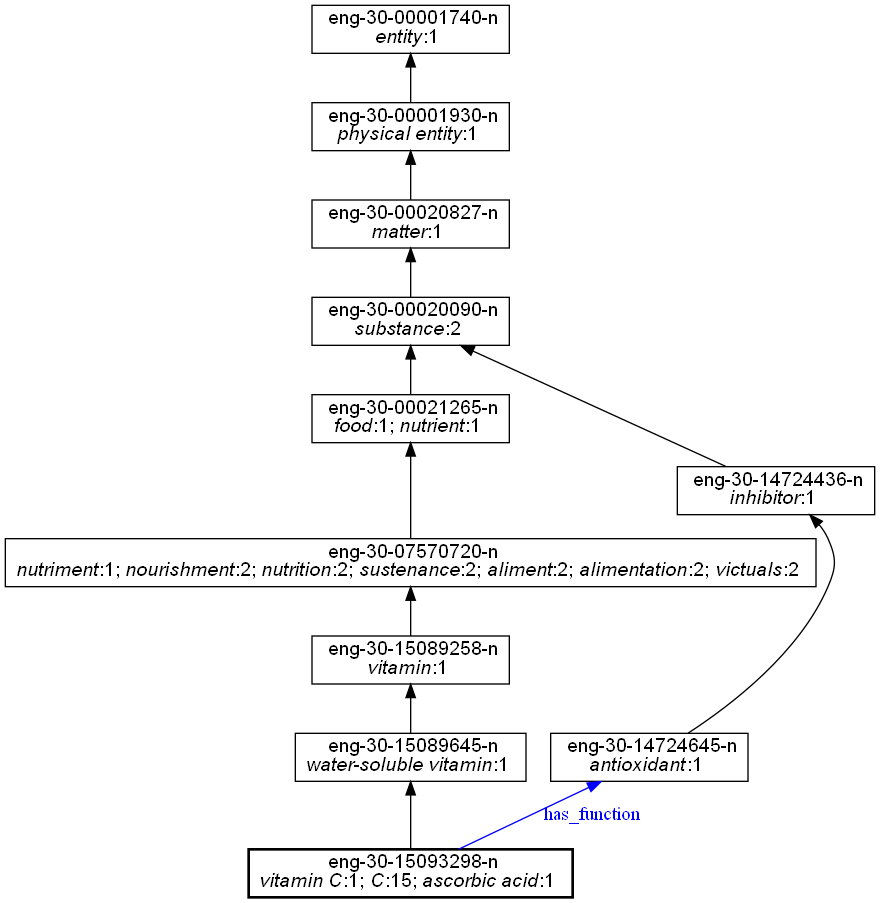 eng-30-00001740-n
entity:1
eng-30-00001930-n
physical entity:1
eng-30-00020827-n
matter:1
eng-30-00020090-n
substance:2
eng-30-00021265-n
food:1; nutrient:1
eng-30-14724436-n
inhibitor:1
eng-30-07570720-n
nutriment:1; nourishment:2; nutrition:2; sustenance:2; aliment:2; alimentation:2; victuals:2
eng-30-15089258-n
vitamin:1
eng-30-15089645-n
water-soluble vitamin:1
eng-30-14724645-n
antioxidant:1
has_function
eng-30-15093298-n
vitamin C:1; C:15; ascorbic acid:1